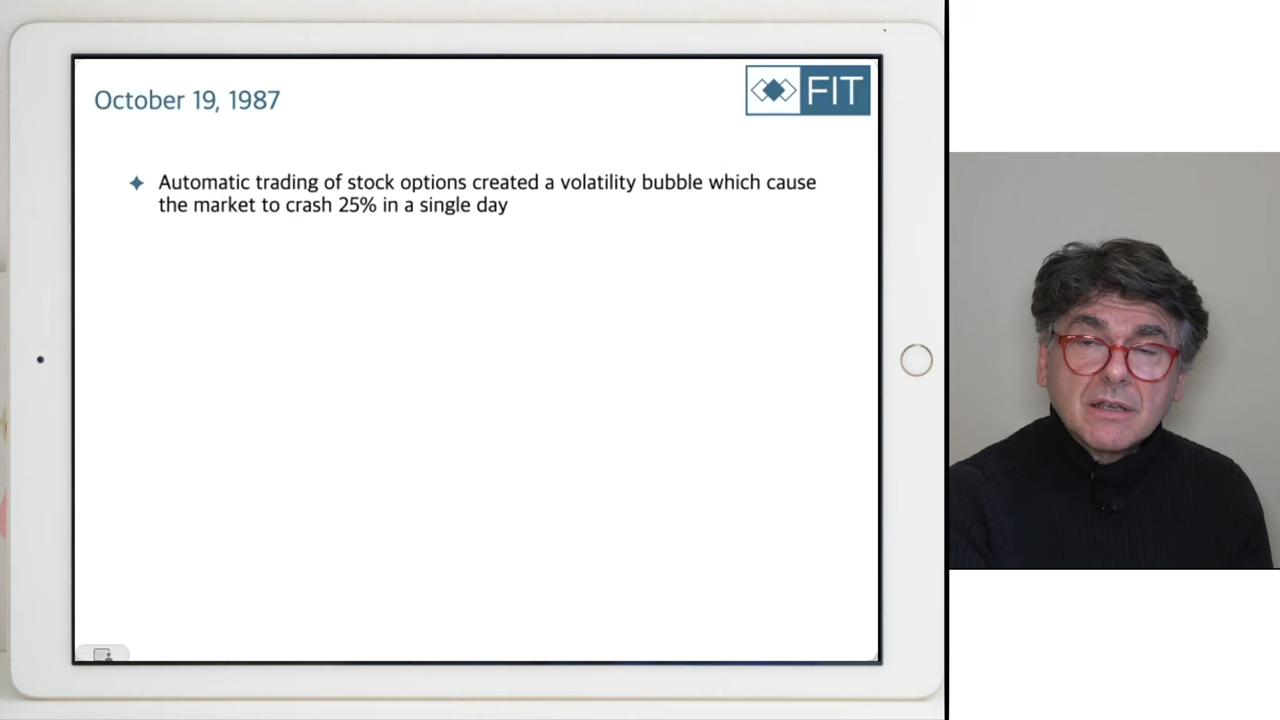 October 19, 1987
FIT
Automatic trading of stock options created a volatility bubble which cause
the market to crash 25% in a single day